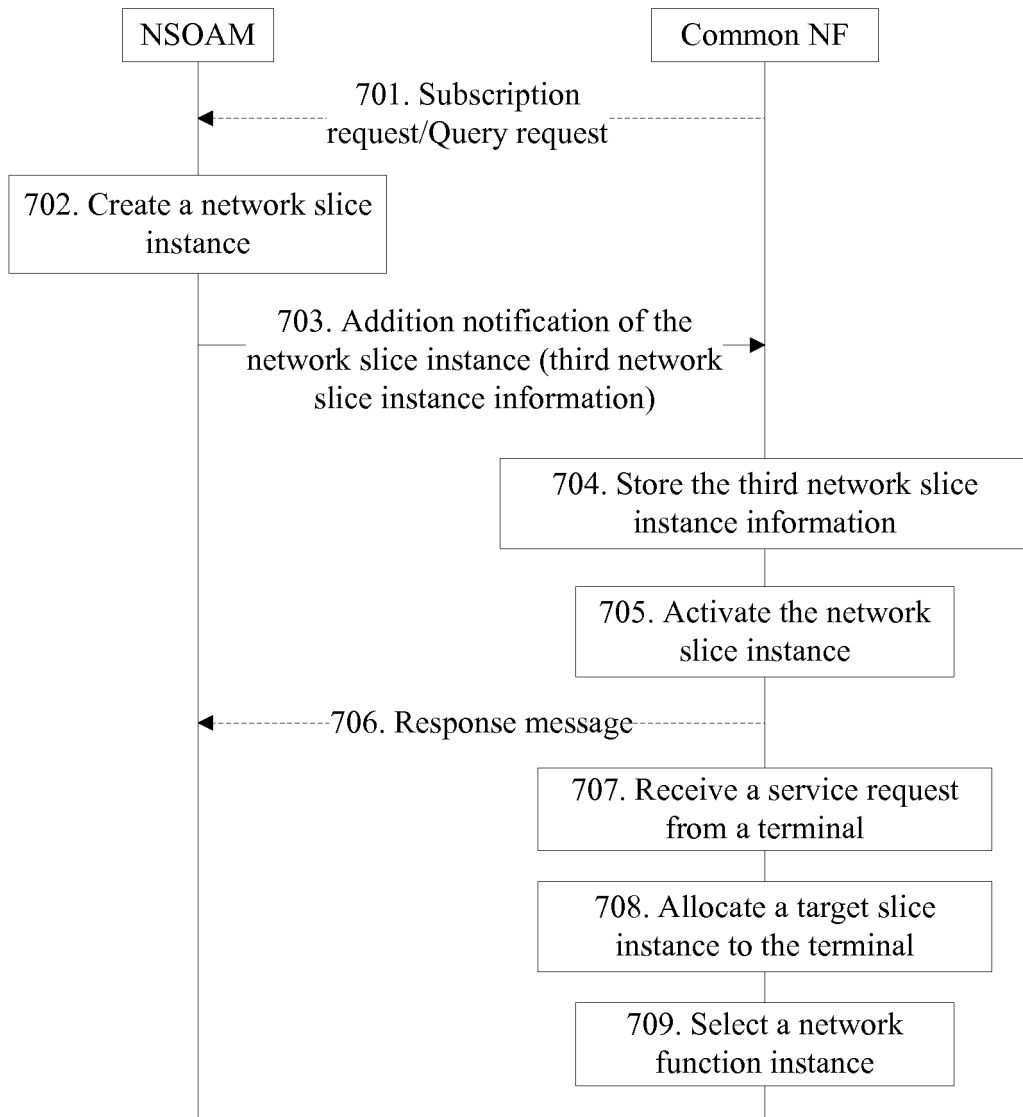 NSOAM
Common NF
701. Subscription
request/Query request
702. Create a network slice
instance
703. Addition notification of the
network slice instance (third network
slice instance information)
704. Store the third network slice
instance information
705. Activate the network
slice instance
706. Response message
707. Receive a service request
from a terminal
708. Allocate a target slice
instance to the terminal
709. Select a network
function instance